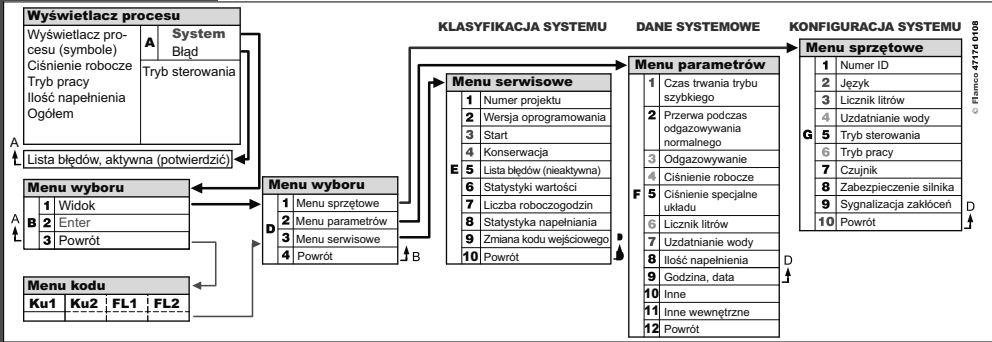 Wyświetlacz procesu
Wyświetlacz pro-
cesu (symbole)
Ciśnienie robocze
Tryb pracy
Ilość napełnienia
Ogółem
A
System
Błąd
Tryb sterowania
A
Lista błędów, aktywna (potwierdzić)
Menu wyboru
A
B
1 Widok
2 Enter
3 Powrót
Menu kodu
Ku1 Ku2 FL1 FL2
Menu wyboru
D
1 Menu sprzętowe
2 Menu parametrów
3 Menu serwisowe
4 Powrót
B
KLASYFIKACJA SYSTEMU
Menu serwisowe
E
1 Numer projektu
2 Wersja oprogramowania
3 Start
4 Konserwacja
5 Lista błędów (nieaktywna)
6 Statystyki wartości
7 Liczba roboczogodzin
8 Statystyka napełniania
9 Zmiana kodu wejściowego
10 Powrót
D
DANE SYSTEMOWE
Menu parametrów
F
1 Czas trwania trybu
szybkiego
2 Przerwa podczas
odgazowywania
normalnego
3 Odgazowywanie
4 Ciśnienie robocze
5 Ciśnienie specjalne
układu
6 Licznik litrów
7 Uzdatnianie wody
8 Ilość napełnienia
9 Godzina, data
10 Inne
11 Inne wewnętrzne
12 Powrót
D
KONFIGURACJA SYSTEMU
Menu sprzętowe
G
1 Numer ID
2 Język
3 Licznik litrów
4 Uzdatnianie wody
5 Tryb sterowania
6 Tryb pracy
7 Czujnik
8 Zabezpieczenie silnika
9 Sygnalizacja zakłóceń
10 Powrót
D
© Flamco 4717d 0108